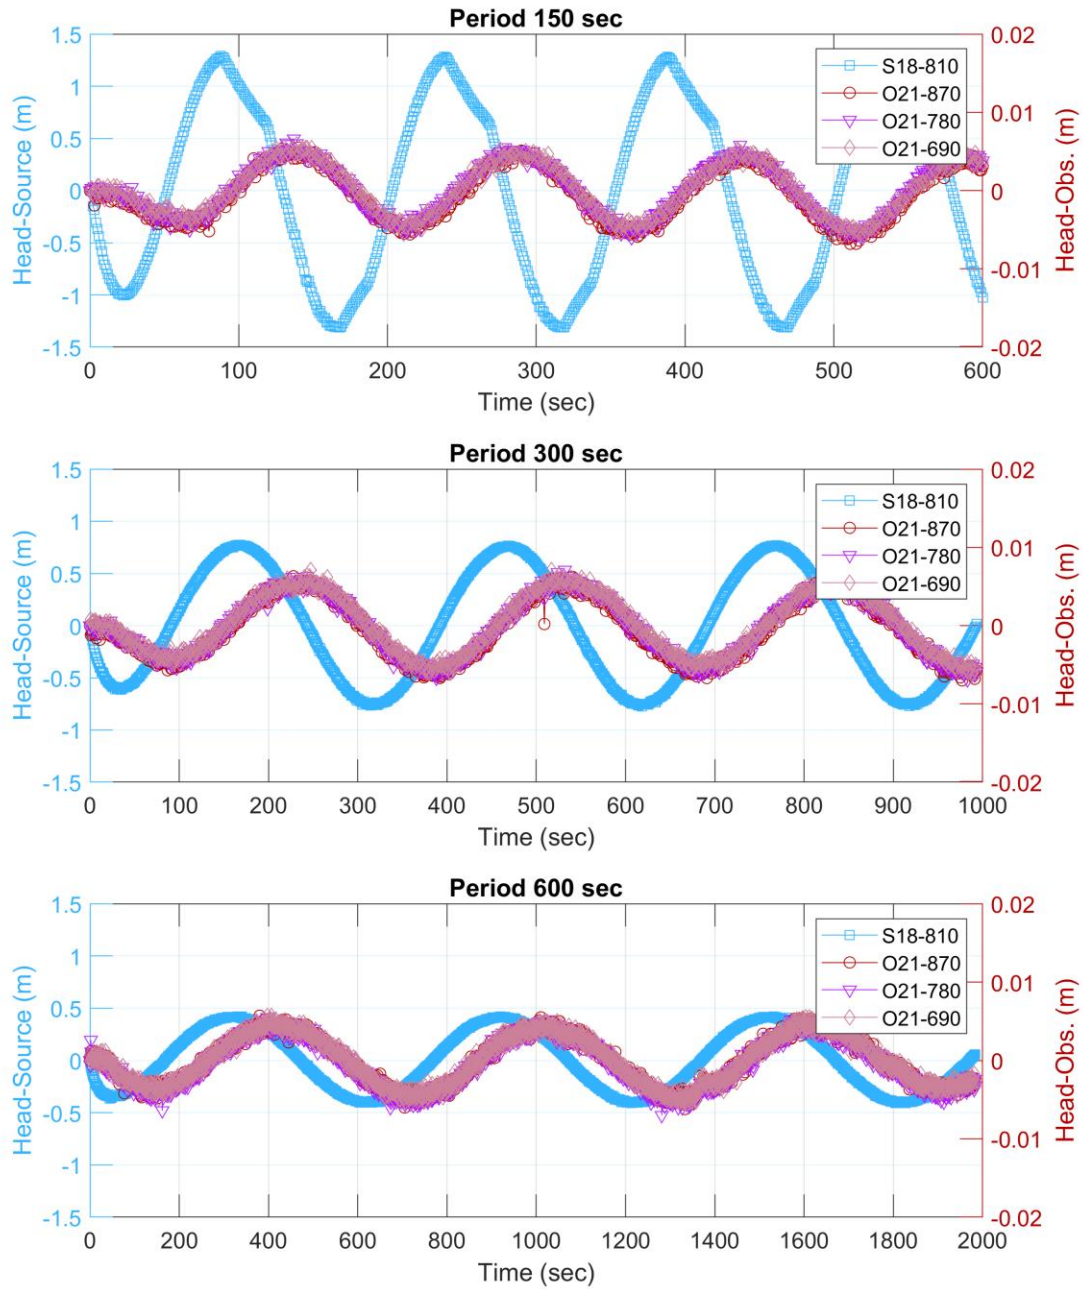 Period 150 sec
Head-Source (m)
1.5
1
0.5
0
-0.5
-1
-1.5
0.02
0.01
0
-0.01
-0.02
Head-Obs. (m)
S18-810
O21-870
O21-780
O21-690
0 100 200 300 400 500 600
Time (sec)
Period 300 sec
Head-Source (m)
1.5
1
0.5
0
-0.5
-1
-1.5
0.02
0.01
0
-0.01
-0.02
Head-Obs. (m)
S18-810
O21-870
O21-780
O21-690
0 100 200 300 400 500 600 700 800 900 1000
Time (sec)
Period 600 sec
Head-Source (m)
1.5
1
0.5
0
-0.5
-1
-1.5
0.02
0.01
0
-0.01
-0.02
Head-Obs. (m)
S18-810
O21-870
O21-780
O21-690
0 200 400 600 800 1000 1200 1400 1600 1800 2000
Time (sec)